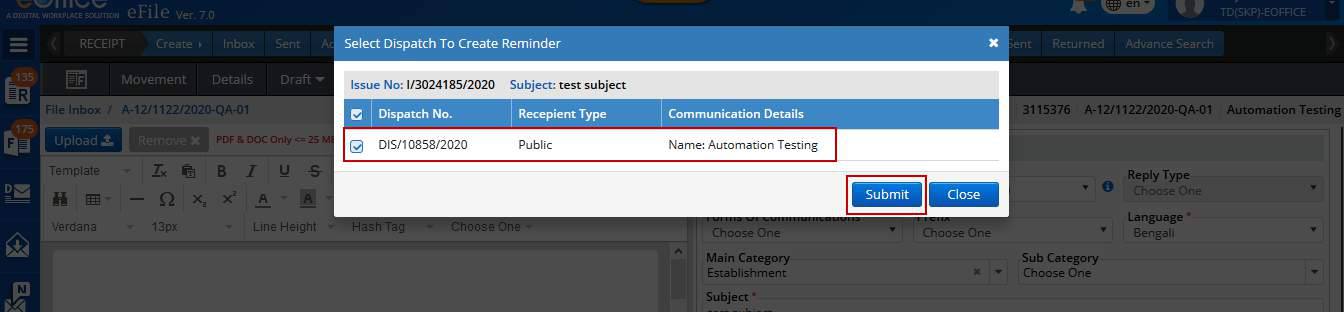 eOffice
A DIGITAL WORKPLACE SOLUTION eFile Ver. 7.0
en
TD(SKP)-EOFFICE
RECEIPT Create Inbox Sent Sent Returned Advance Search
Select Dispatch To Create Reminder
135
Movement Details Draft
Issue No: I/3024185/2020 Subject: test subject
File Inbox / A-12/1122/2020-QA-01
Dispatch No. Recepient Type Communication Details
3115376 A-12/1122/2020-QA-01 Automation Testing
175
Upload Remove PDF & DOC Only <= 25 ME
DIS/10858/2020 Public Name: Automation Testing
Template
Reply Type
Choose One
Submit Close
Forms Of Communications Prefix Language *
Verdana 13px Line Height Hash Tag Choose One
Choose One Choose One Bengali
Main Category Sub Category
Establishment Choose One
Subject *